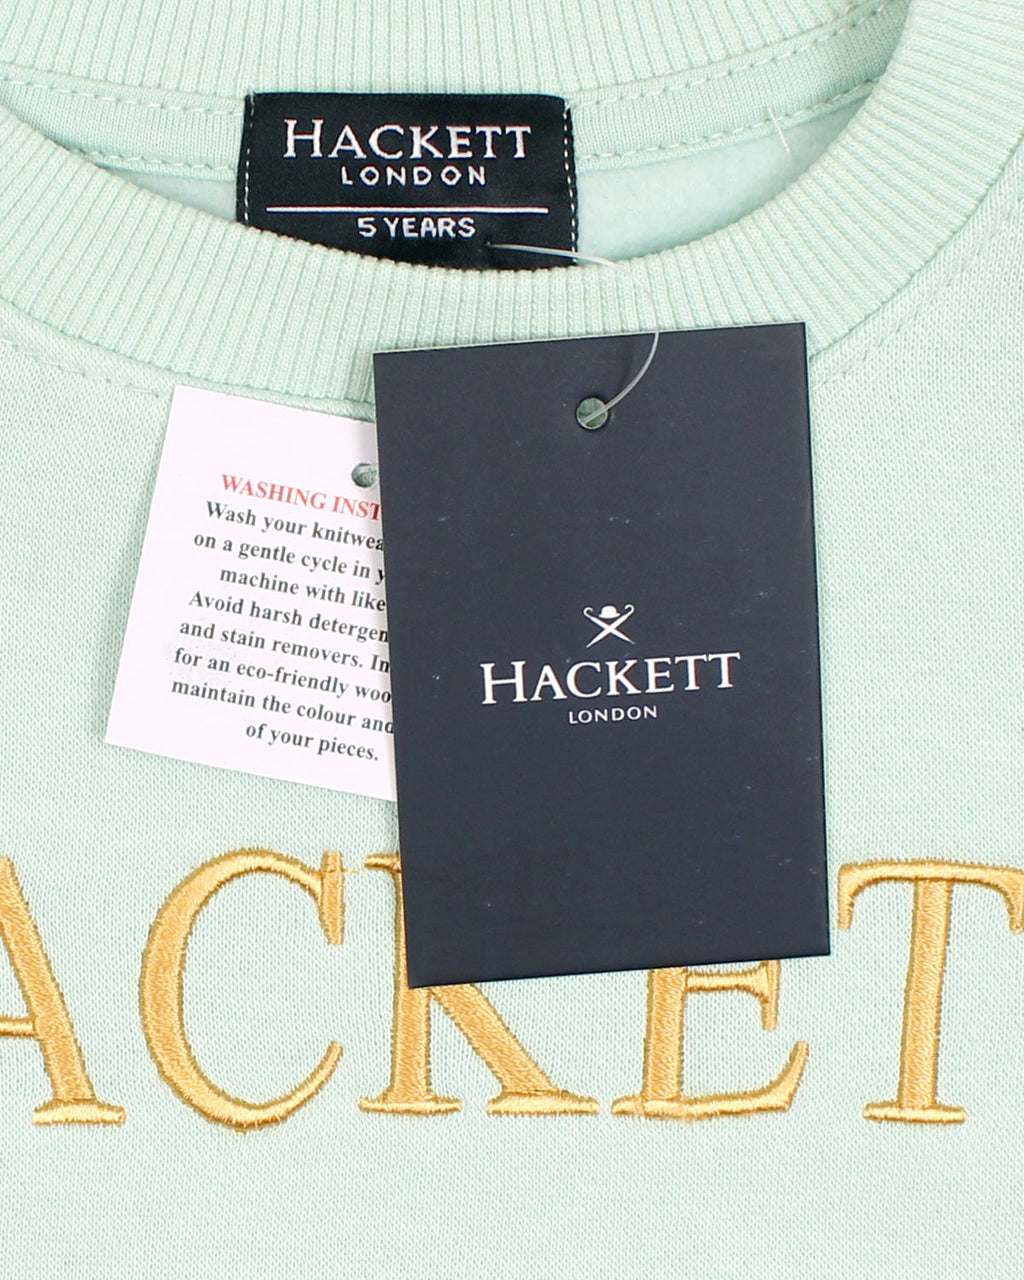 HACKETT
LONDON
5 YEARS
WASHING INST
Wash your knitwea
on a gentle cycle in y
machine with like
Avoid harsh detergen
and stain removers. In
for an eco-friendly woo
maintain the colour and
of your pieces.
HACKETT
LONDON
ACKET